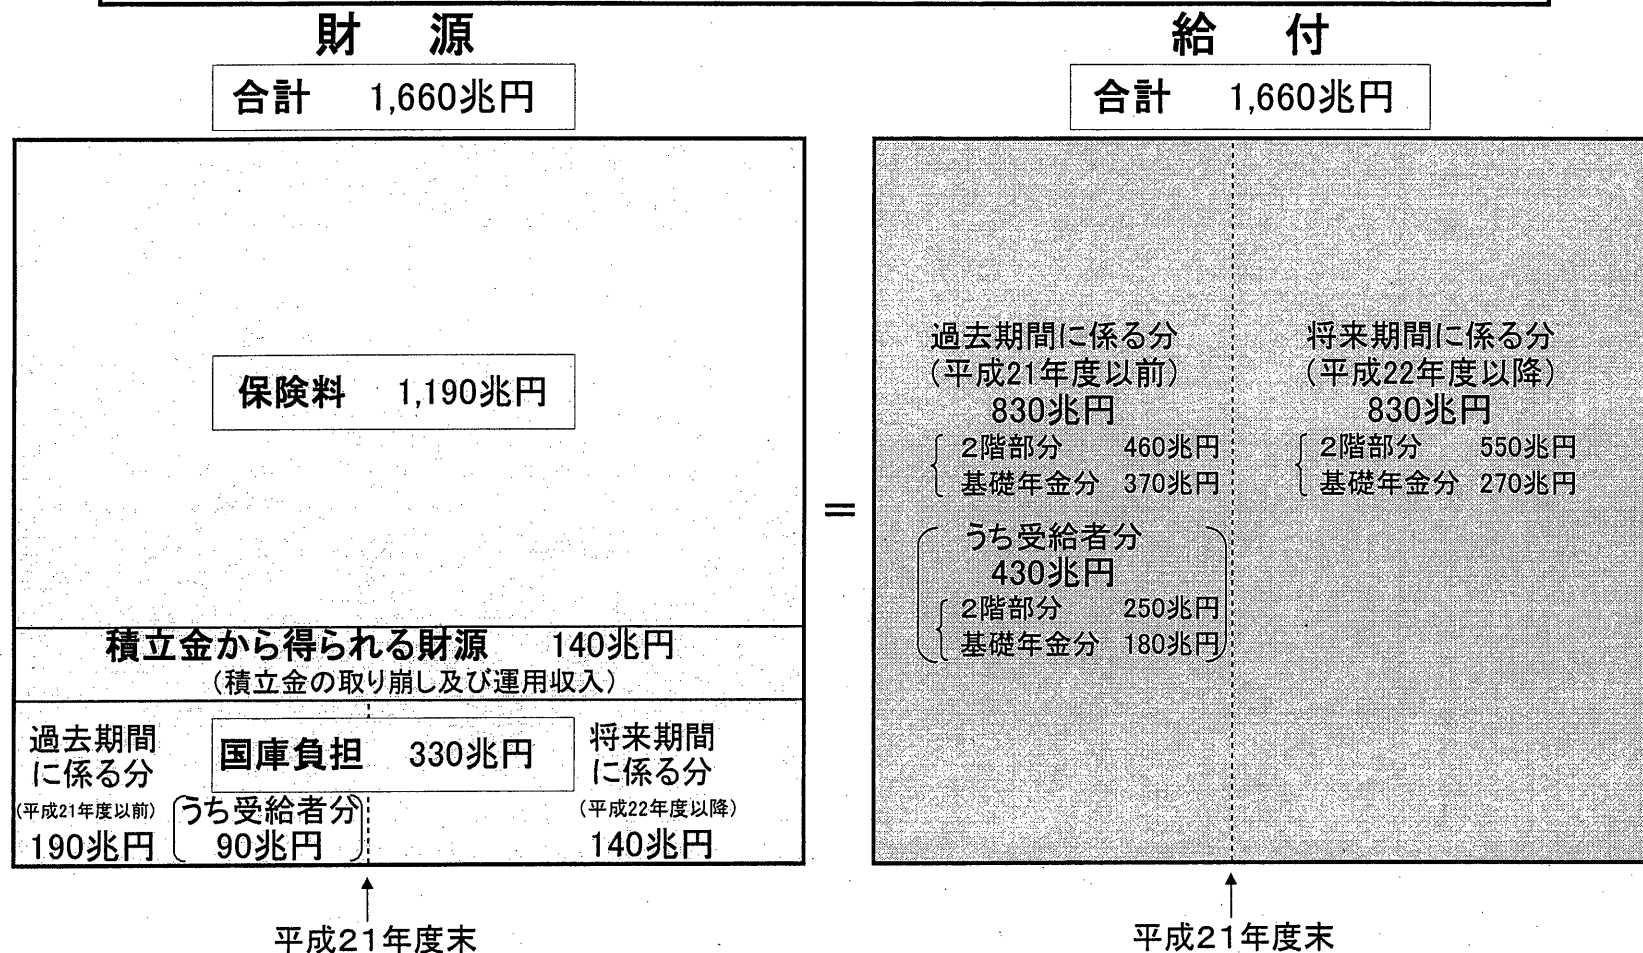 財　源
合計　1,660兆円
保険料　1,190兆円
積立金から得られる財源　140兆円
(積立金の取り崩し及び運用収入)
過去期間
に係る分
(平成21年度以前)
190兆円
国庫負担　330兆円
うち受給者分
90兆円
将来期間
に係る分
(平成22年度以降)
140兆円
平成21年度末
＝
給　付
合計　1,660兆円
過去期間に係る分
(平成21年度以前)
830兆円
2階部分　460兆円
基礎年金分　370兆円
うち受給者分
430兆円
2階部分　250兆円
基礎年金分　180兆円
将来期間に係る分
(平成22年度以降)
830兆円
2階部分　550兆円
基礎年金分　270兆円
平成21年度末